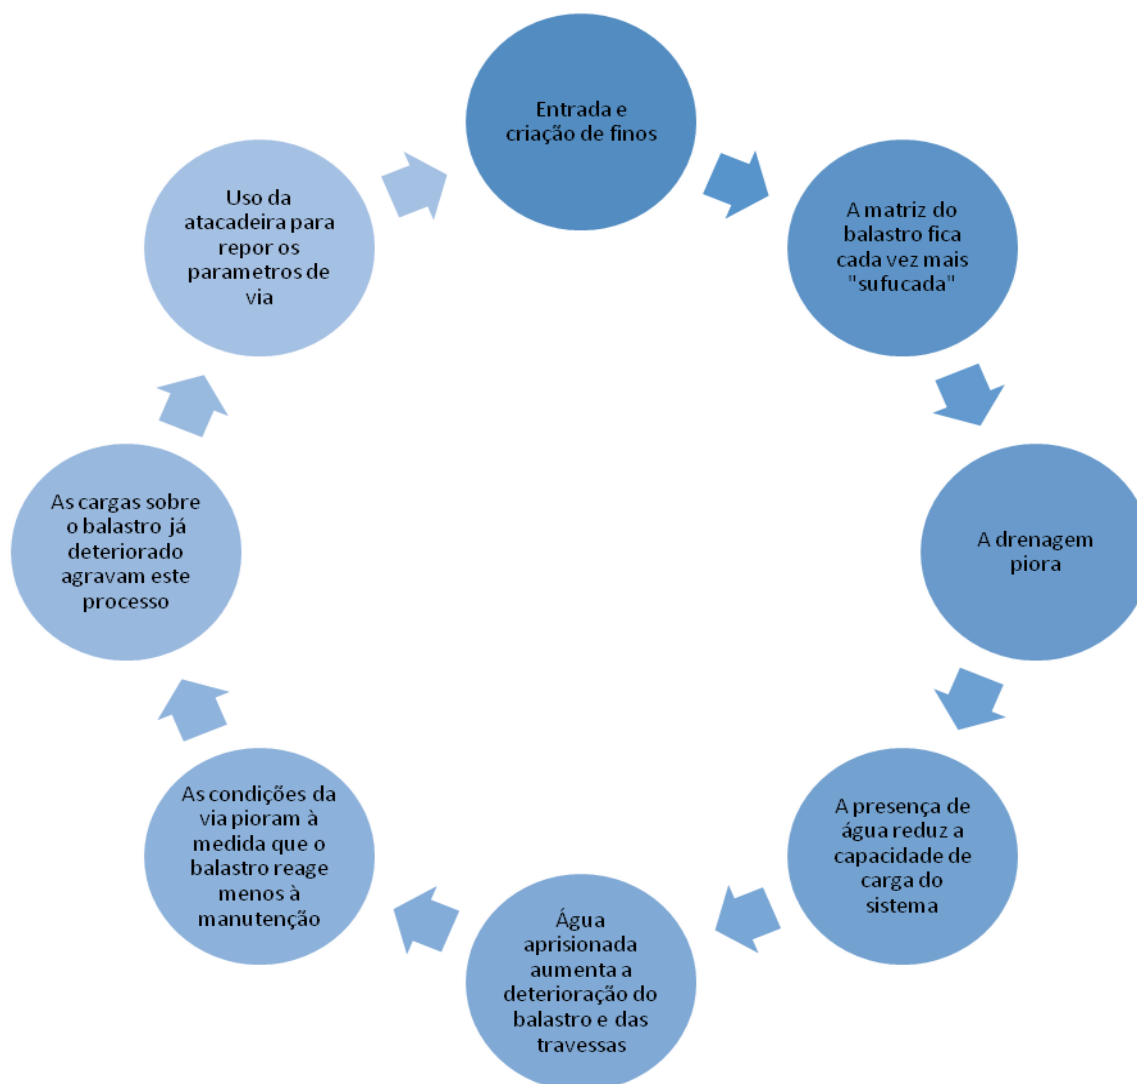 Entrada e
criação de finos
A matriz do
balastro fica
cada vez mais
"sufucada"
A drenagem
piora
A presença de
água reduz a
capacidade de
carga do
sistema
Água
aprisionada
aumenta a
deterioração do
balastro e das
travessas
As condições da
via pioram à
medida que o
balastro reage
menos à
manutenção
As cargas sobre
o balastro já
deteriorado
agravam este
processo
Uso da
atacadeira para
repor os
parametros de
via